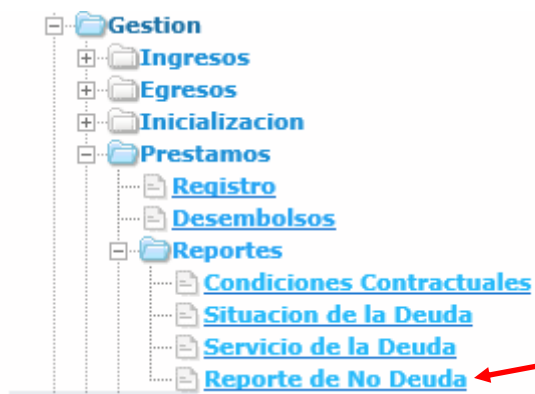 Gestion
Ingresos
Egresos
Inicializacion
Prestamos
Registro
Desembolsos
Reportes
Condiciones Contractuales
Situacion de la Deuda
Servicio de la Deuda
Reporte de No Deuda